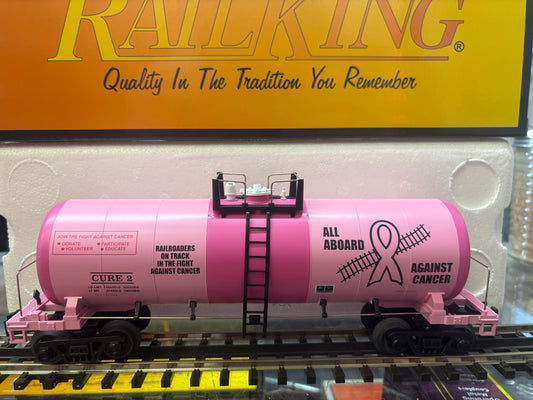 RAILKING®
Quality In The Tradition You Remember
JOIN THE FIGHT AGAINST CANCER
DONATE PARTICIPATE
VOLUNTEER EDUCATE
CURE 2
RAILROADERS
ON TRACK
IN THE FIGHT
AGAINST CANCER
ALL
ABOARD
AGAINST
CANCER